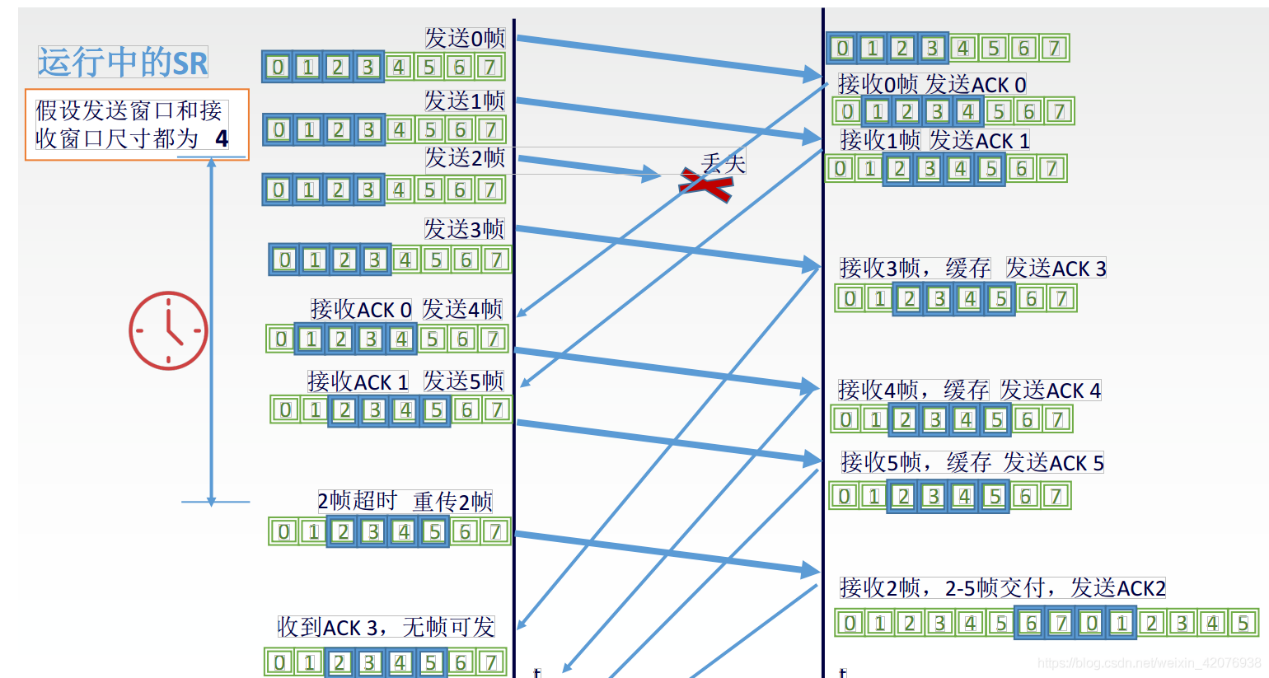 运行中的SR
假设发送窗口和接
收窗口尺寸都为 4
发送0帧
0 1 2 3 4 5 6 7
0 1 2 3 4 5 6 7
接收0帧 发送ACK 0
0 1 2 3 4 5 6 7
发送1帧
0 1 2 3 4 5 6 7
接收1帧 发送ACK 1
0 1 2 3 4 5 6 7
发送2帧
丢失
0 1 2 3 4 5 6 7
发送3帧
0 1 2 3 4 5 6 7
接收3帧，缓存 发送ACK 3
0 1 2 3 4 5 6 7
接收ACK 0 发送4帧
0 1 2 3 4 5 6 7
接收ACK 1 发送5帧
0 1 2 3 4 5 6 7
接收4帧，缓存 发送ACK 4
0 1 2 3 4 5 6 7
接收5帧，缓存 发送ACK 5
0 1 2 3 4 5 6 7
2帧超时 重传2帧
0 1 2 3 4 5 6 7
接收2帧，2-5帧交付，发送ACK2
0 1 2 3 4 5 6 7 0 1 2 3 4 5
收到ACK 3，无帧可发
0 1 2 3 4 5 6 7
t
t
https://blog.csdn.net/weixin_42076938